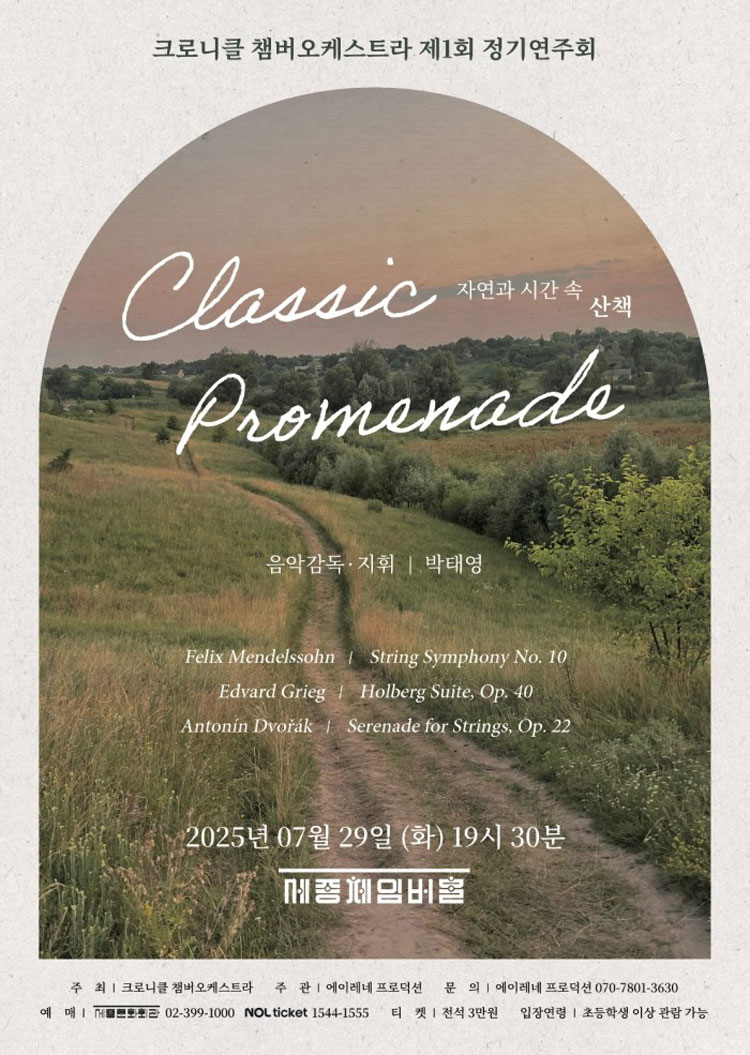 크로니클 챔버오케스트라 제1회 정기연주회
Classic 자연과 시간 속 산책
Promenade
음악감독·지휘 | 박태영
Felix Mendelssohn | String Symphony No. 10
Edvard Grieg | Holberg Suite, Op. 40
Antonín Dvořák | Serenade for Strings, Op. 22
2025년 07월 29일 (화) 19시 30분
세종체임버홀
주 최 | 크로니클 챔버오케스트라 주 관 | 에이레네 프로덕션 문 의 | 에이레네 프로덕션 070-7801-3630
예 매 | 세종문화회관 02-399-1000 NOL ticket 1544-1555 티 켓 | 전석 3만원 입장연령 | 초등학생 이상 관람 가능